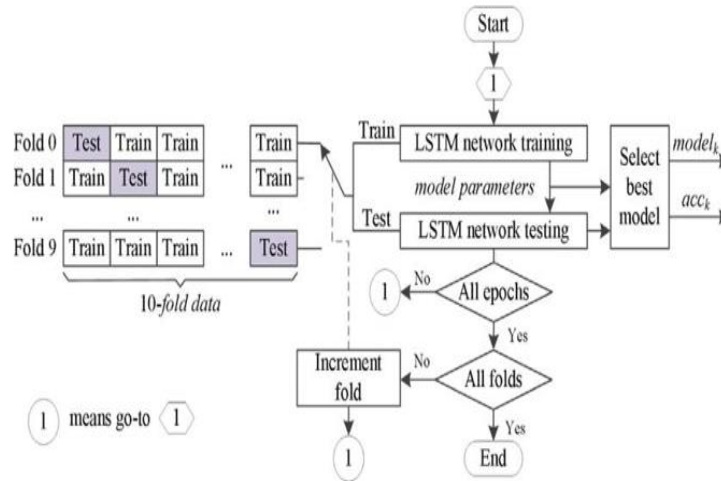 Start
1
Fold 0 Test Train Train ... Train
Fold 1 Train Test Train ... Train
... ... ...
Fold 9 Train Train Train ... Test
10-fold data
Train
LSTM network training
model parameters
Test
LSTM network testing
Select
best
model
model_k
acc_k
1
No
All epochs
Yes
Increment
fold
No
All folds
Yes
1 means go-to 1
1
End